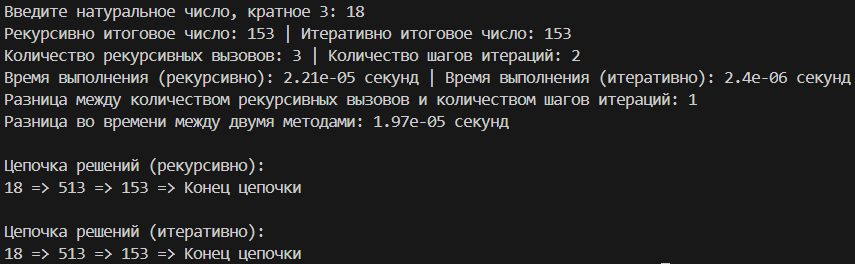 Введите натуральное число, кратное 3: 18
Рекурсивно итоговое число: 153 | Итеративно итоговое число: 153
Количество рекурсивных вызовов: 3 | Количество шагов итераций: 2
Время выполнения (рекурсивно): 2.21e-05 секунд | Время выполнения (итеративно): 2.4e-06 секунд
Разница между количеством рекурсивных вызовов и количеством шагов итераций: 1
Разница во времени между двумя методами: 1.97e-05 секунд
Цепочка решений (рекурсивно):
18 => 513 => 153 => Конец цепочки
Цепочка решений (итеративно):
18 => 513 => 153 => Конец цепочки